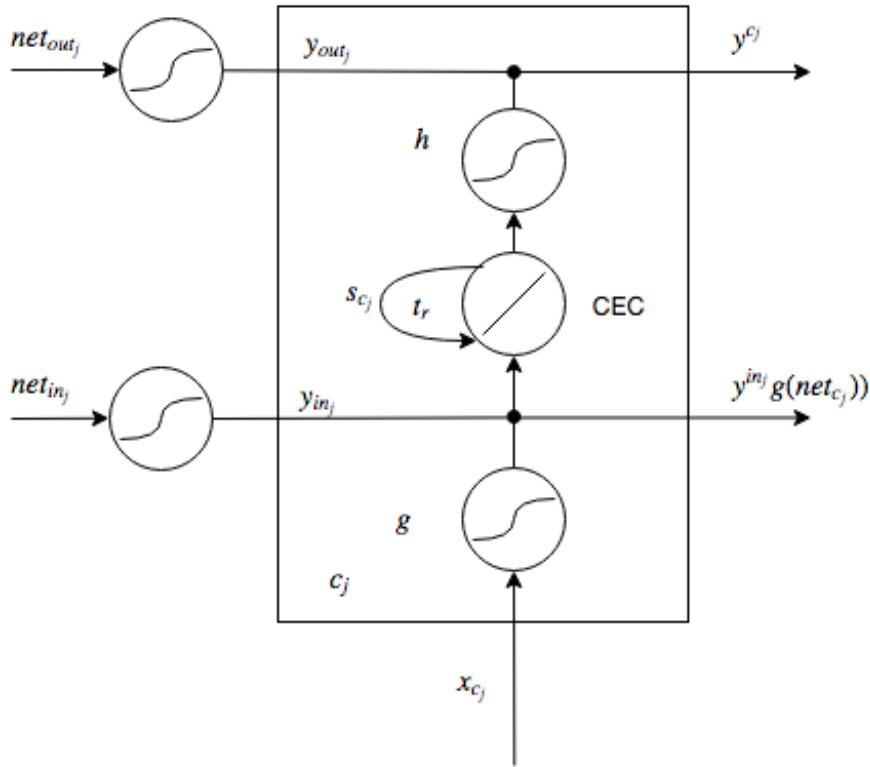 net_{out_j}
y_{out_j}
y^{c_j}
h
s_{c_j}
t_r
CEC
net_{in_j}
y_{in_j}
y^{in_j} g(net_{c_j}))
g
c_j
x_{c_j}